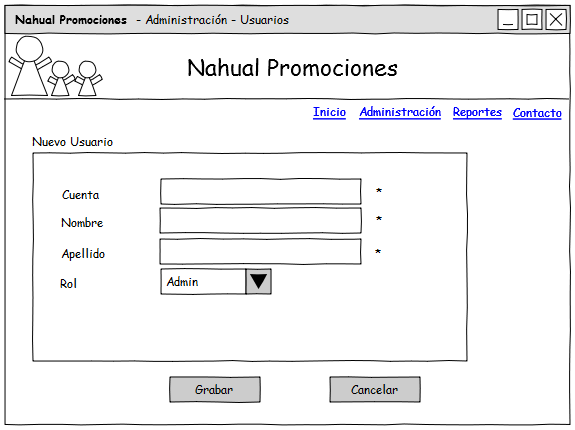 Nahual Promociones - Administración - Usuarios
Nahual Promociones
Inicio Administración Reportes Contacto
Nuevo Usuario
Cuenta *
Nombre *
Apellido *
Rol Admin
Grabar Cancelar